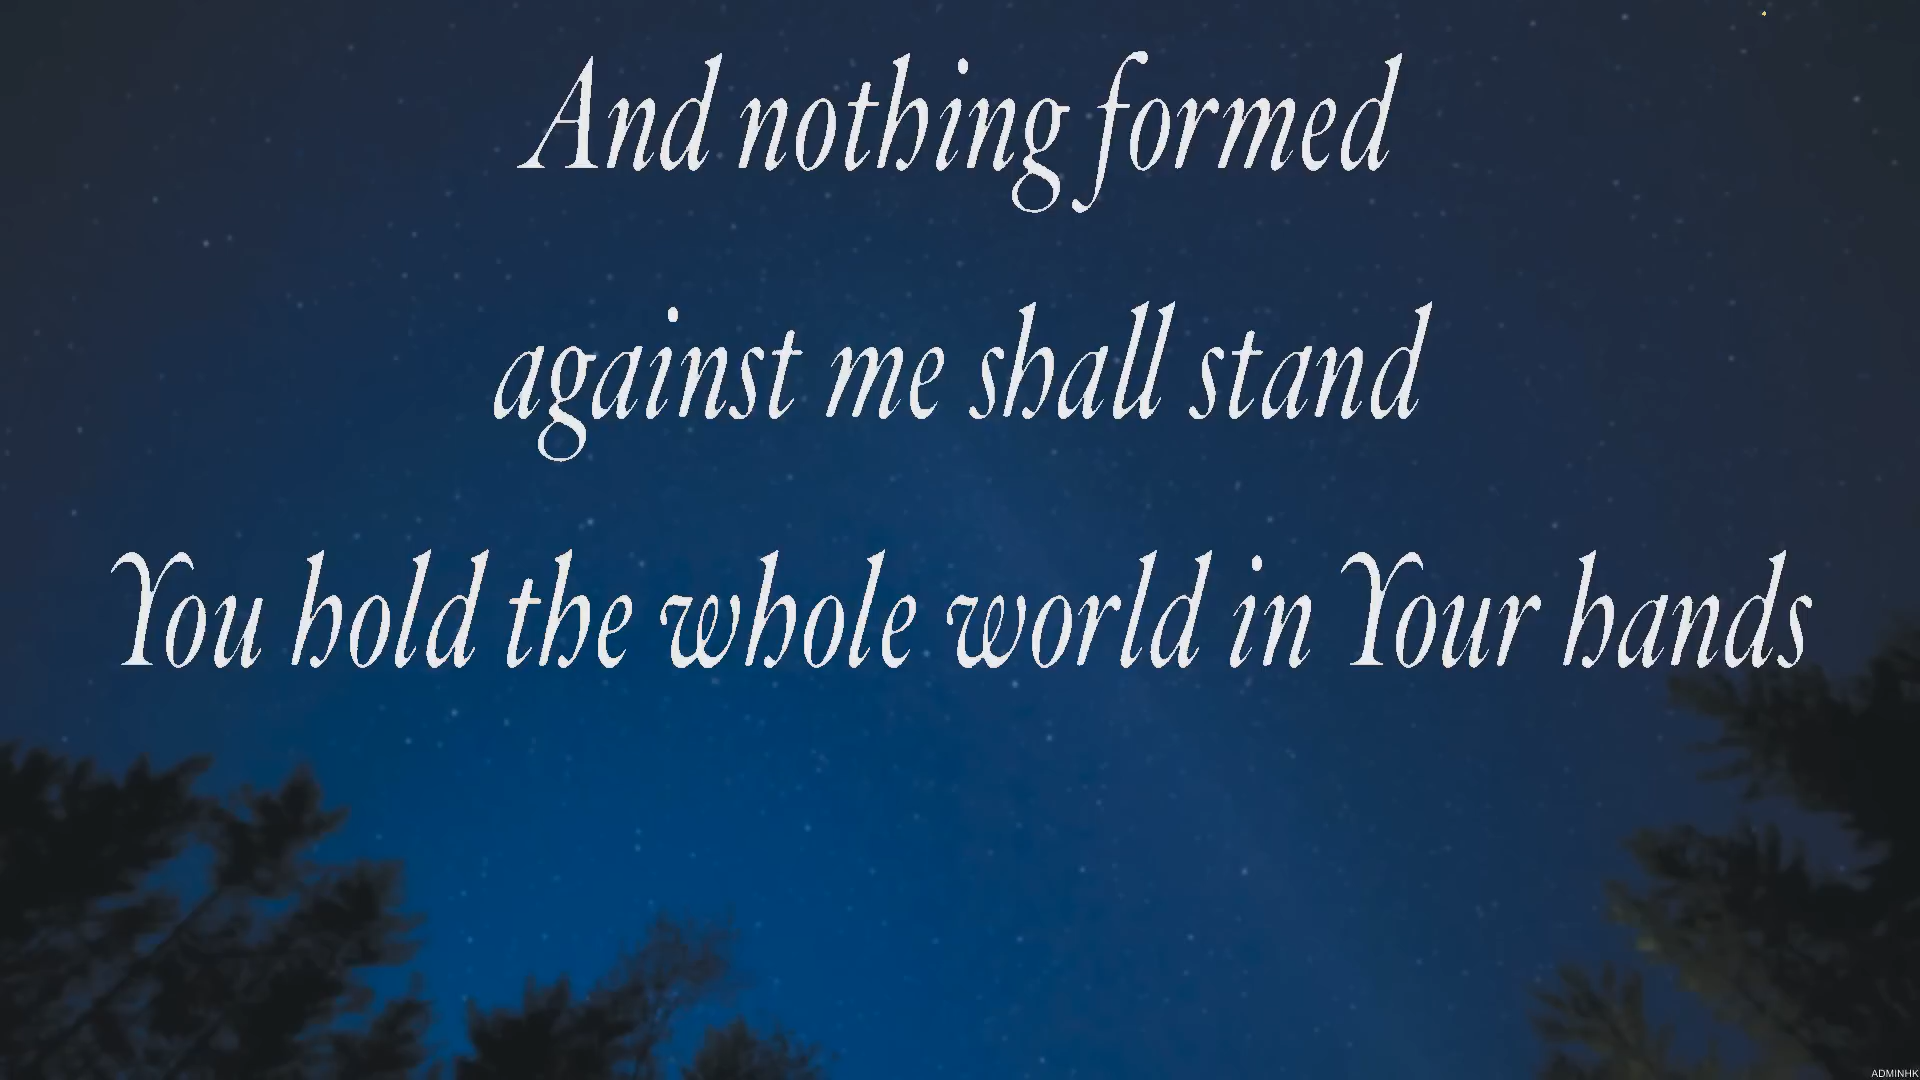 And nothing formed
against me shall stand
You hold the whole world in Your hands
ADMINHK